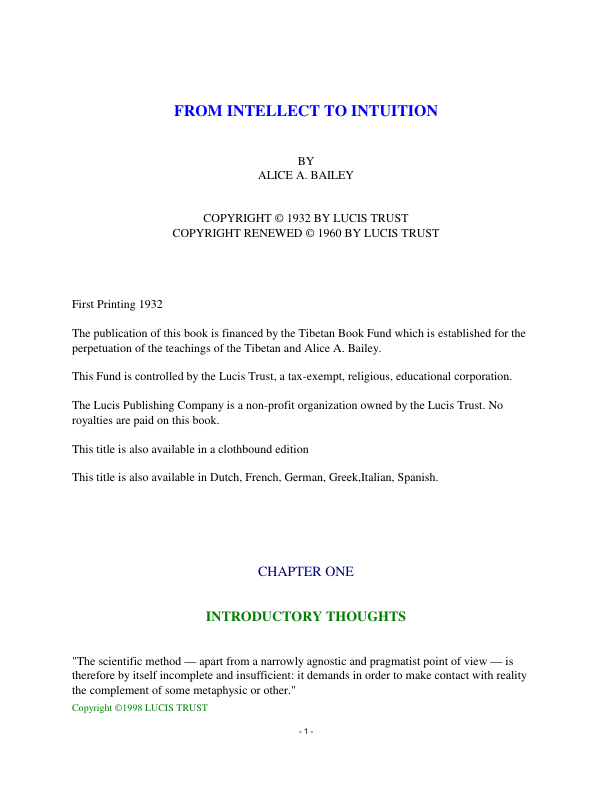 FROM INTELLECT TO INTUITION
BY
ALICE A. BAILEY
COPYRIGHT © 1932 BY LUCIS TRUST
COPYRIGHT RENEWED © 1960 BY LUCIS TRUST
First Printing 1932
The publication of this book is financed by the Tibetan Book Fund which is established for the
perpetuation of the teachings of the Tibetan and Alice A. Bailey.
This Fund is controlled by the Lucis Trust, a tax-exempt, religious, educational corporation.
The Lucis Publishing Company is a non-profit organization owned by the Lucis Trust. No
royalties are paid on this book.
This title is also available in a clothbound edition
This title is also available in Dutch, French, German, Greek,Italian, Spanish.
CHAPTER ONE
INTRODUCTORY THOUGHTS
"The scientific method — apart from a narrowly agnostic and pragmatist point of view — is
therefore by itself incomplete and insufficient: it demands in order to make contact with reality
the complement of some metaphysic or other."
Copyright ©1998 LUCIS TRUST
- 1 -